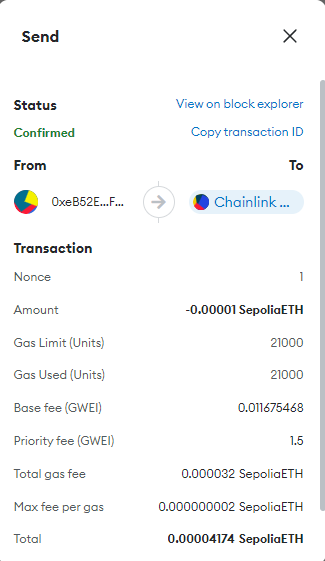 Send
Status View on block explorer
Confirmed Copy transaction ID
From To
0xeB52E...F... Chainlink ...
Transaction
Nonce 1
Amount -0.00001 SepoliaETH
Gas Limit (Units) 21000
Gas Used (Units) 21000
Base fee (GWEI) 0.011675468
Priority fee (GWEI) 1.5
Total gas fee 0.000032 SepoliaETH
Max fee per gas 0.000000002 SepoliaETH
Total 0.00004174 SepoliaETH